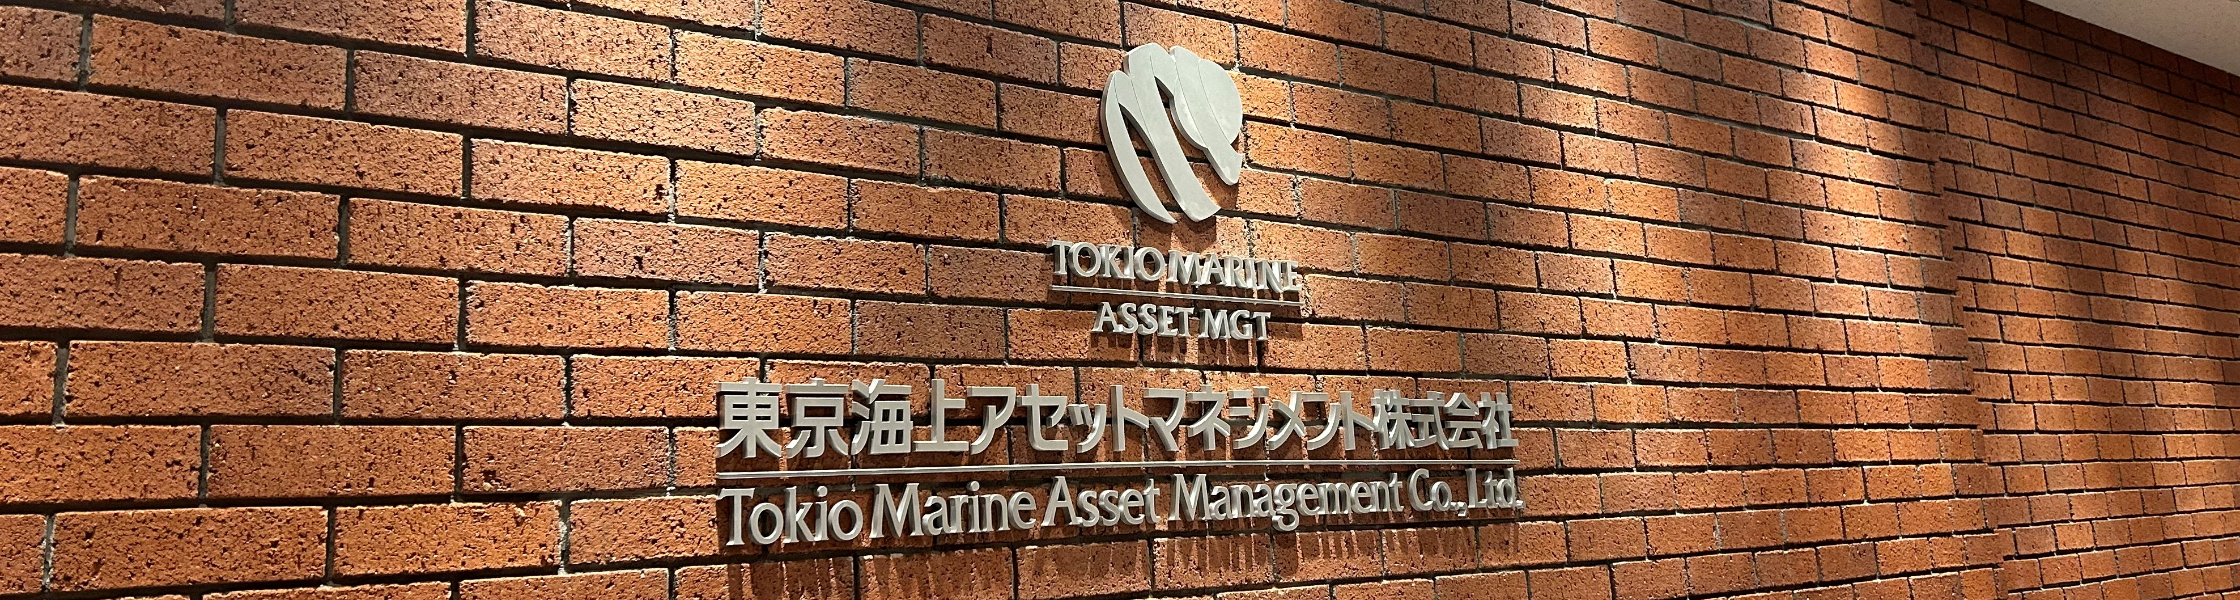 TOKIO MARINE
ASSET MGT
東京海上アセットマネジメント株式会社
Tokio Marine Asset Management Co., Ltd.